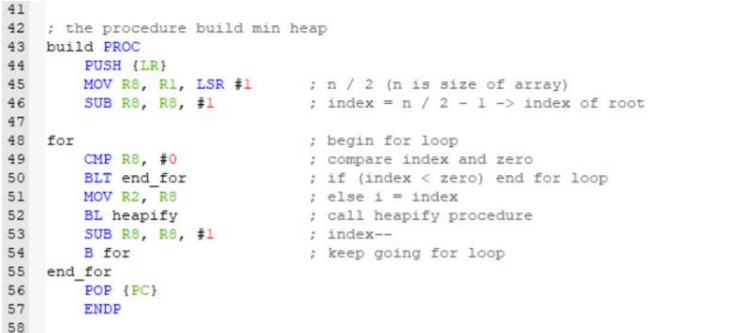 41
42 ; the procedure build min heap
43 build PROC
44     PUSH {LR}
45     MOV R8, R1, LSR #1      ; n / 2 (n is size of array)
46     SUB R8, R8, #1          ; index = n / 2 - 1 -> index of root
47
48 for                         ; begin for loop
49     CMP R8, #0              ; compare index and zero
50     BLT end_for             ; if (index < zero) end for loop
51     MOV R2, R8              ; else i = index
52     BL heapify              ; call heapify procedure
53     SUB R8, R8, #1          ; index--
54     B for                   ; keep going for loop
55 end_for
56     POP {PC}
57     ENDP
58